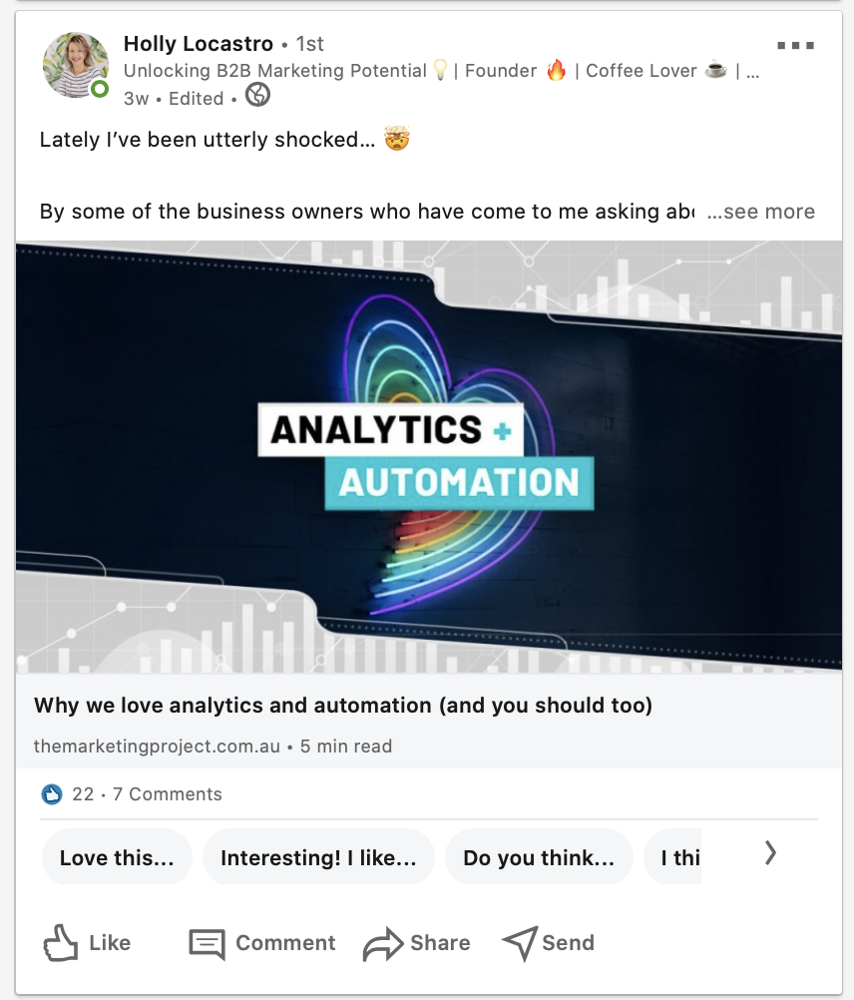 Holly Locastro • 1st
Unlocking B2B Marketing Potential 💡 | Founder 🔥 | Coffee Lover ☕ | ...
3w • Edited •
Lately I’ve been utterly shocked... 🤯
By some of the business owners who have come to me asking ...see more
ANALYTICS +
AUTOMATION
Why we love analytics and automation (and you should too)
themarketingproject.com.au • 5 min read
22 • 7 Comments
Love this...
Interesting! I like...
Do you think...
I thi
Like
Comment
Share
Send